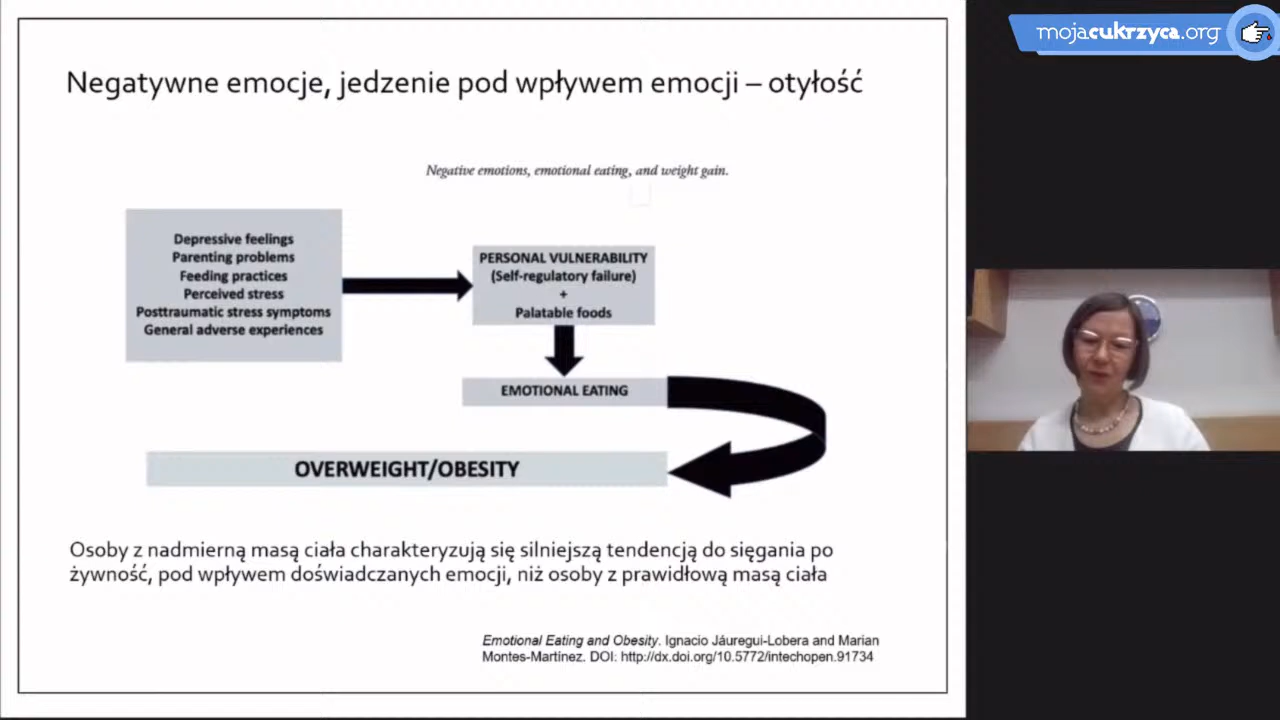 mojacukrzyca.org
Negatywne emocje, jedzenie pod wpływem emocji – otyłość
Negative emotions, emotional eating, and weight gain.
Depressive feelings
Parenting problems
Feeding practices
Perceived stress
Posttraumatic stress symptoms
General adverse experiences
PERSONAL VULNERABILITY
(Self-regulatory failure)
+
Palatable foods
EMOTIONAL EATING
OVERWEIGHT/OBESITY
Osoby z nadmierną masą ciała charakteryzują się silniejszą tendencją do sięgania po
żywność, pod wpływem doświadczanych emocji, niż osoby z prawidłową masą ciała
Emotional Eating and Obesity. Ignacio Jáuregui-Lobera and Marian
Montes-Martínez. DOI: http://dx.doi.org/10.5772/intechopen.91734